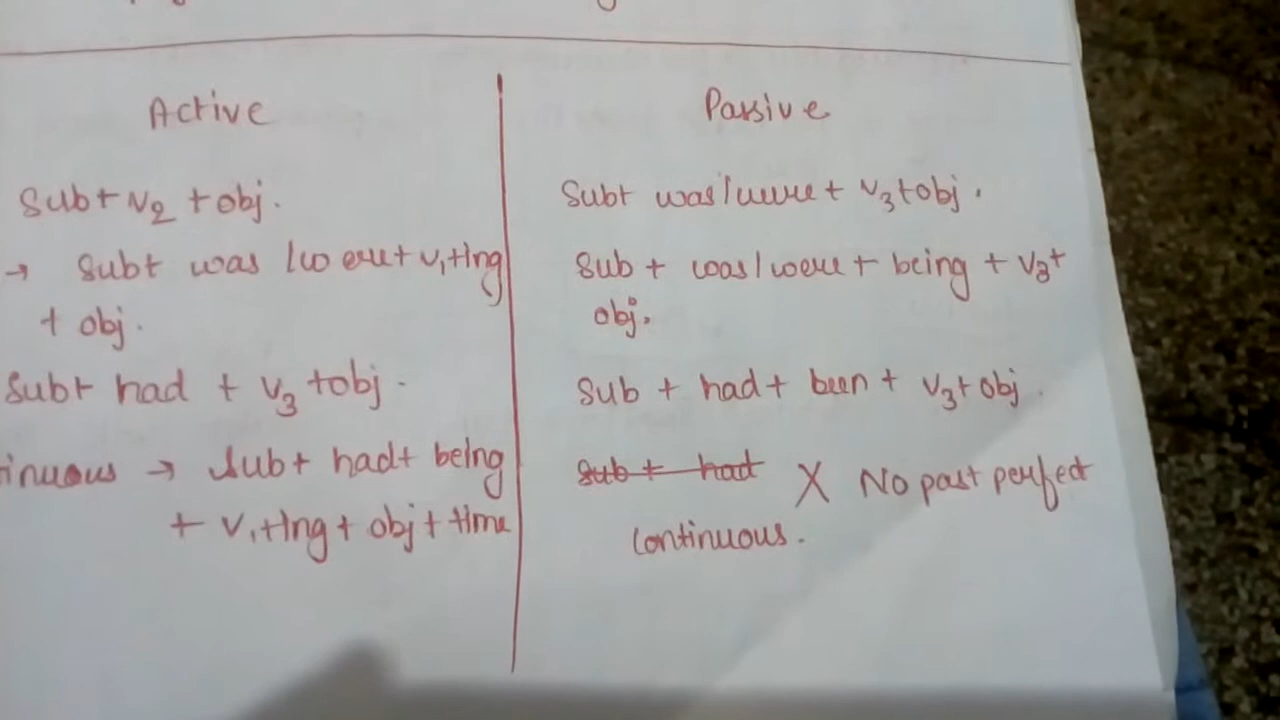 Active
Passive
Sub + v2 + obj.
Sub + was/were + v3 + obj.
→ Sub + was/were + v1 + ing
+ obj.
Sub + was/were + being + v3 +
obj.
Sub + had + v3 + obj.
Sub + had + been + v3 + obj.
inuous → Sub + had + being
+ v1 + ing + obj + time
sub + had X No past perfect
continuous.